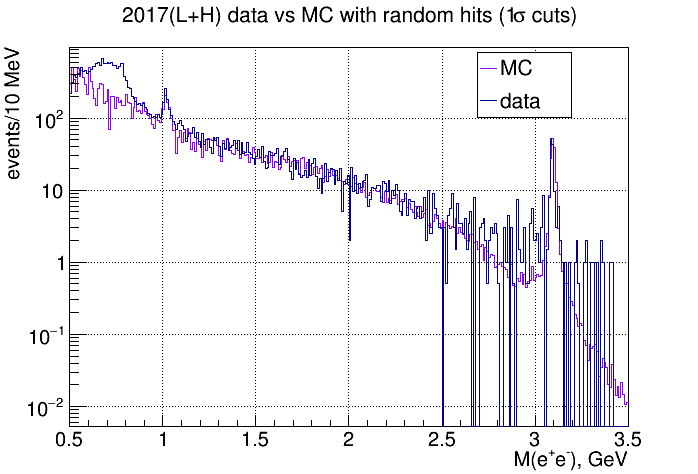 2017(L+H) data vs MC with random hits (1σ cuts)
events/10 MeV
MC
data
10²
10
1
10⁻¹
10⁻²
0.5 1 1.5 2 2.5 3 3.5
M(e⁺e⁻), GeV